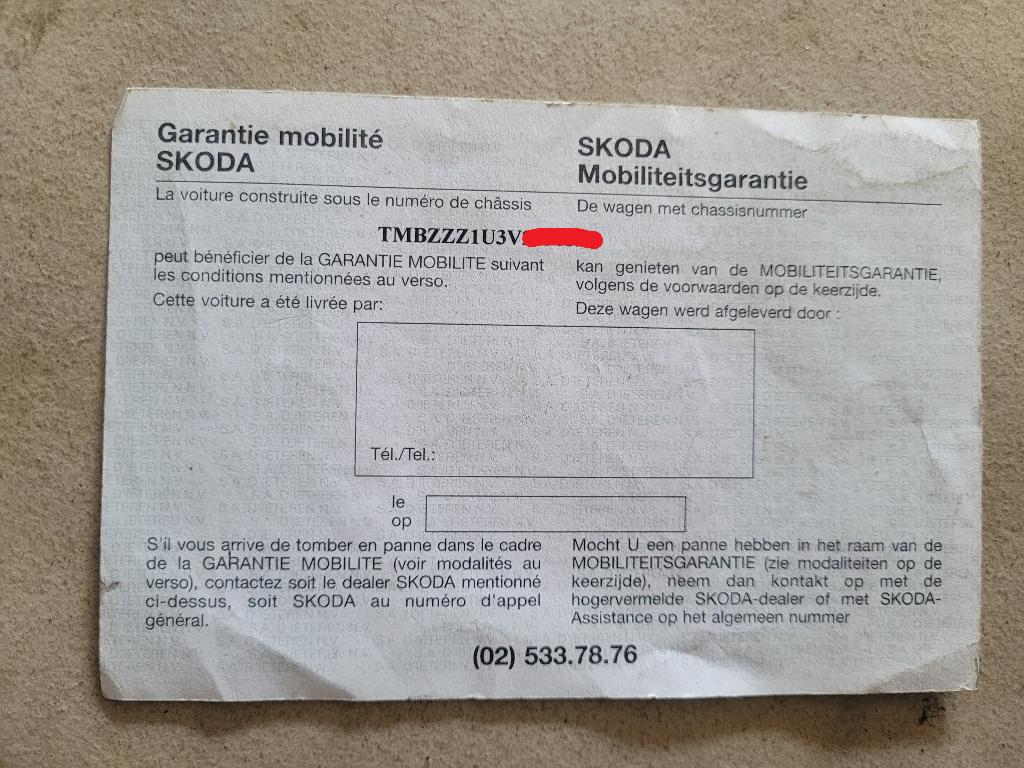 Garantie mobilité
SKODA
La voiture construite sous le numéro de châssis
SKODA
Mobiliteitsgarantie
De wagen met chassisnummer
TMBZZZ1U3V
peut bénéficier de la GARANTIE MOBILITE suivant
les conditions mentionnées au verso.
Cette voiture a été livrée par:
kan genieten van de MOBILITEITSGARANTIE,
volgens de voorwaarden op de keerzijde.
Deze wagen werd afgeleverd door :
Tél./Tel.:
le
op
S'il vous arrive de tomber en panne dans le cadre
de la GARANTIE MOBILITE (voir modalités au
verso), contactez soit le dealer SKODA mentionné
ci-dessus, soit SKODA au numéro d'appel
général.
Mocht U een panne hebben in het raam van de
MOBILITEITSGARANTIE (zie modaliteiten op de
keerzijde), neem dan kontakt op met de
hogervermelde SKODA-dealer of met SKODA-
Assistance op het algemeen nummer
(02) 533.78.76